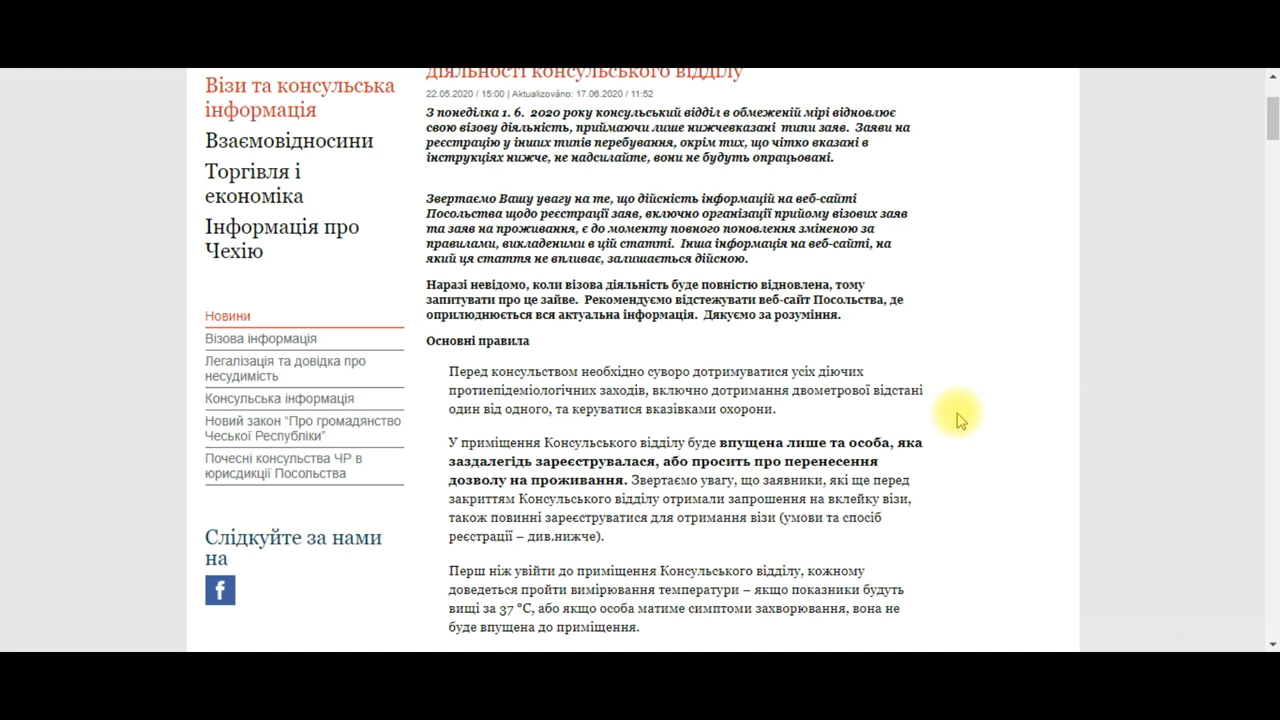 Візи та консульська
інформація
Взаємовідносини
Торгівля і
економіка
Інформація про
Чехію
Новини
Візова інформація
Легалізація та довідка про
несудимість
Консульська інформація
Новий закон “Про громадянство
Чеської Республіки”
Почесні консульства ЧР в
юрисдикції Посольства
Слідкуйте за нами
на
f
діяльності консульського відділу
22.05.2020 / 15:00 | Aktualizováno: 17.06.2020 / 11:52
З понеділка 1. 6. 2020 року консульський відділ в обмеженій мірі відновлює
свою візову діяльність, приймаючи лише нижчевказані типи заяв. Заяви на
реєстрацію у інших типів перебування, окрім тих, що чітко вказані в
інструкціях нижче, не надсилайте, вони не будуть опрацьовані.
Звертаємо Вашу увагу на те, що дійсність інформацій на веб-сайті
Посольства щодо реєстрації заяв, включно організації прийому візових заяв
та заяв на проживання, є до моменту повного поновлення зміненою за
правилами, викладеними в цій статті. Інша інформація на веб-сайті, на
який ця стаття не впливає, залишається дійсною.
Наразі невідомо, коли візова діяльність буде повністю відновлена, тому
запитувати про це зайве. Рекомендуємо відстежувати веб-сайт Посольства, де
оприлюднюється вся актуальна інформація. Дякуємо за розуміння.
Основні правила
Перед консульством необхідно суворо дотримуватися усіх діючих
протиепідеміологічних заходів, включно дотримання двометрової відстані
один від одного, та керуватися вказівками охорони.
У приміщення Консульського відділу буде впущена лише та особа, яка
заздалегідь зареєструвалася, або просить про перенесення
дозволу на проживання. Звертаємо увагу, що заявники, які ще перед
закриттям Консульського відділу отримали запрошення на вклейку візи,
також повинні зареєструватися для отримання візи (умови та спосіб
реєстрації – див.нижче).
Перш ніж увійти до приміщення Консульського відділу, кожному
доведеться пройти вимірювання температури – якщо показники будуть
вищі за 37 °C, або якщо особа матиме симптоми захворювання, вона не
буде впущена до приміщення.